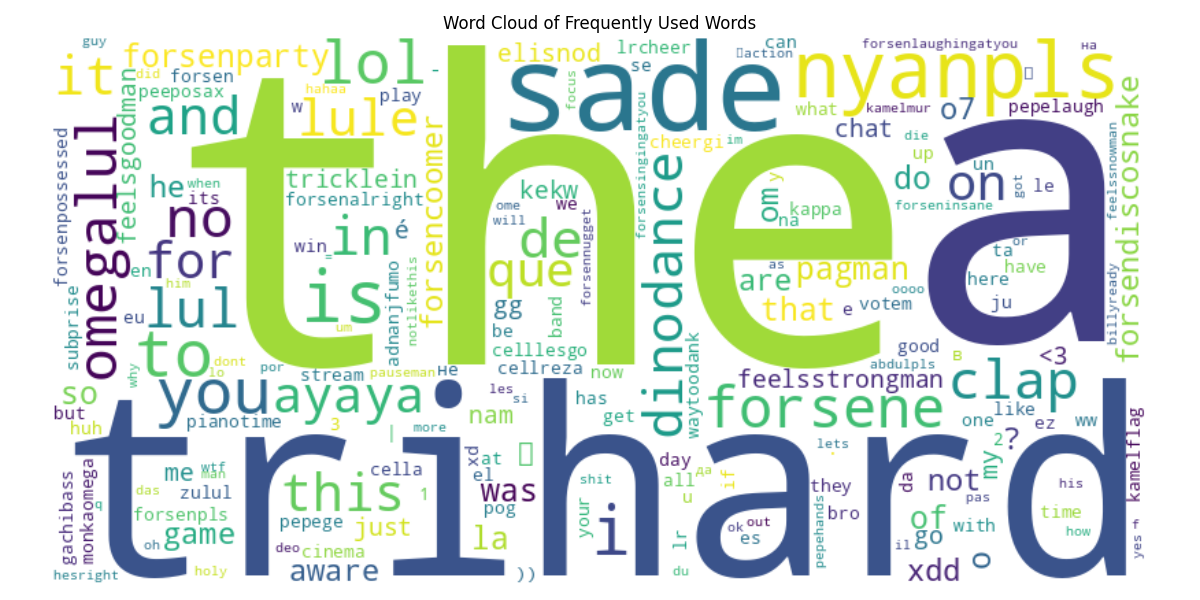 Word Cloud of Frequently Used Words
guy
it
did
forsenparty
forsen
peeposax
lol
-
hahaa
w
play
lule
elisnod
lrcheer
se
can
action
focus
forsenlaughingatyou
на
sade
nyanpls
what
kamelmur
o7
pepelaugh
forsenpossessed
omegalul
feelsgoodman
and
the
a
cheergi
im
chat
die
up
forsensingingatyou
he
when
its
no
tricklein
forsenalright
forsencoomer
kekw
ome
we
will
om
y
na
kappa
do
un
on
got
le
forseninsane
feelssnowman
forsendiscosnake
for
en
him
win
=
in
é
de
forsennugget
dinodance
as
are
pagman
that
e
votem
oooo
ta
or
have
here
ju
billyready
subprise
eu
lul
is
um
adnanjfumo
notlikethis
que
gg
be
band
celllesgo
cellreza
now
waytoodank
good
abdulpls
в
<3
to
why
dont
lo
por
stream
pauseman
не
so
but
huh
you
pianotime
ayaya
3
|
more
nam
les
si
has
get
feelsstrongman
forsene
clap
one
like
ez
ww
trihard
me
wtf
man
zulul
das
q
gachibass
monkaomega
forsenpls
game
oh
holy
hesright
this
cella
1
pepege
just
deo
cinema
aware
xd
at
el
was
pog
la
))
shit
your
i
day
all
да
u
if
lr
du
ok
out
es
lets
they
bro
pepehands
da
not
my
2
?
pas
of
with
go
il
xdd
o
his
time
how
kamelflag
yes
f